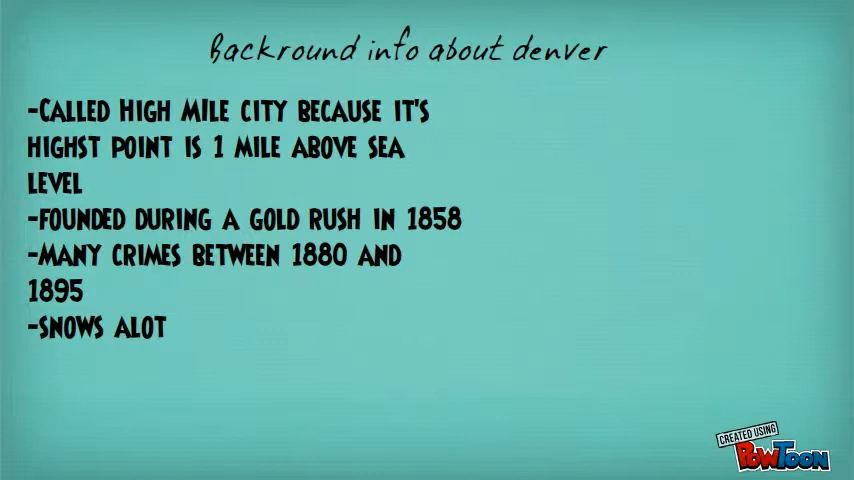 Backround info about denver
-CALLED HIGH MILE CITY BECAUSE IT'S
HIGHST POINT IS 1 MILE ABOVE SEA
LEVEL
-FOUNDED DURING A GOLD RUSH IN 1858
-MANY CRIMES BETWEEN 1880 AND
1895
-SNOWS ALOT
CREATED USING
POWTOON